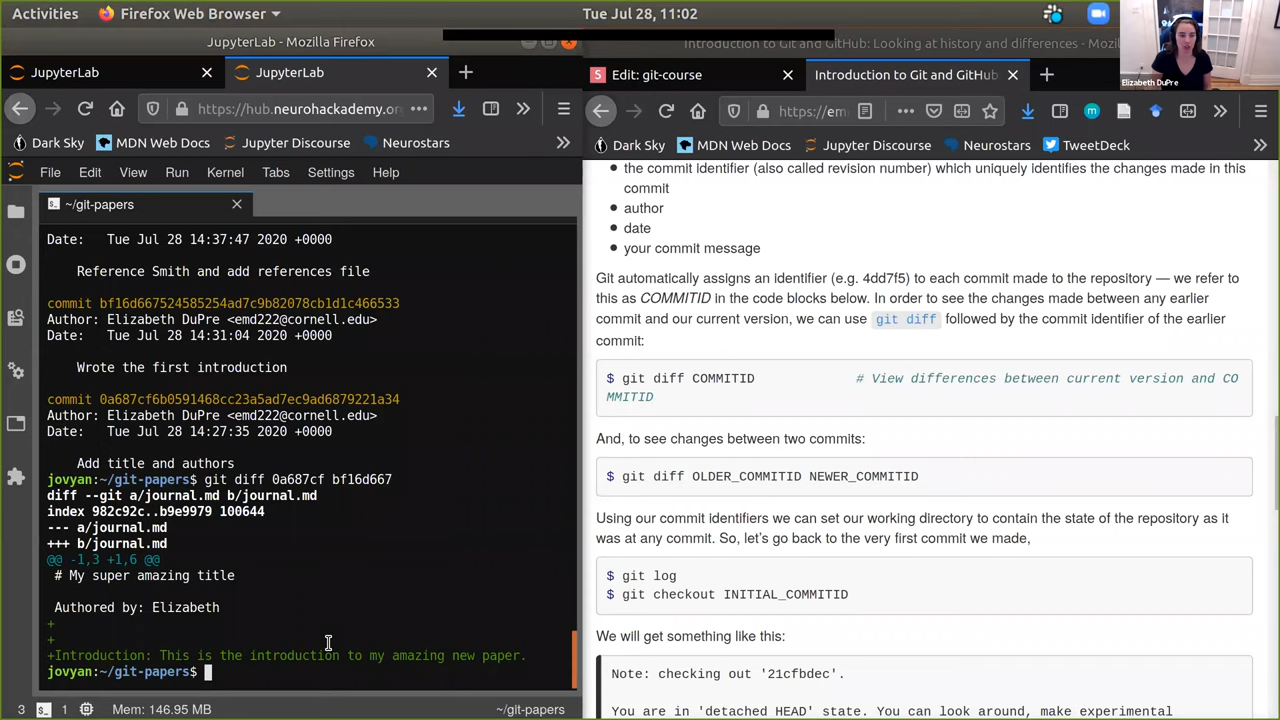 Activities
Firefox Web Browser
Tue Jul 28, 11:02
JupyterLab - Mozilla Firefox
Introduction to Git and GitHub: Looking at history and differences - Mozil
Elizabeth DuPre
JupyterLab
JupyterLab
Edit: git-course
Introduction to Git and GitHub
https://hub.neurohackademy.or
https://em
Dark Sky
MDN Web Docs
Jupyter Discourse
Neurostars
Dark Sky
MDN Web Docs
Jupyter Discourse
Neurostars
TweetDeck
File
Edit
View
Run
Kernel
Tabs
Settings
Help
~/git-papers
Date: Tue Jul 28 14:37:47 2020 +0000
Reference Smith and add references file
commit bf16d667524585254ad7c9b82078cb1d1c466533
Author: Elizabeth DuPre <emd222@cornell.edu>
Date: Tue Jul 28 14:31:04 2020 +0000
Wrote the first introduction
commit 0a687cf6b0591468cc23a5ad7ec9ad6879221a34
Author: Elizabeth DuPre <emd222@cornell.edu>
Date: Tue Jul 28 14:27:35 2020 +0000
Add title and authors
jovyan:~/git-papers$ git diff 0a687cf bf16d667
diff --git a/journal.md b/journal.md
index 982c92c..b9e9979 100644
--- a/journal.md
+++ b/journal.md
@@ -1,3 +1,6 @@
# My super amazing title
Authored by: Elizabeth
+
+
+Introduction: This is the introduction to my amazing new paper.
jovyan:~/git-papers$
3
1
Mem: 146.95 MB
~/git-papers
the commit identifier (also called revision number) which uniquely identifies the changes made in this
commit
author
date
your commit message
Git automatically assigns an identifier (e.g. 4dd7f5) to each commit made to the repository — we refer to
this as COMMITID in the code blocks below. In order to see the changes made between any earlier
commit and our current version, we can use git diff followed by the commit identifier of the earlier
commit:
$ git diff COMMITID # View differences between current version and CO
MMITID
And, to see changes between two commits:
$ git diff OLDER_COMMITID NEWER_COMMITID
Using our commit identifiers we can set our working directory to contain the state of the repository as it
was at any commit. So, let's go back to the very first commit we made,
$ git log
$ git checkout INITIAL_COMMITID
We will get something like this:
Note: checking out '21cfbdec'.
You are in 'detached HEAD' state. You can look around, make experimental